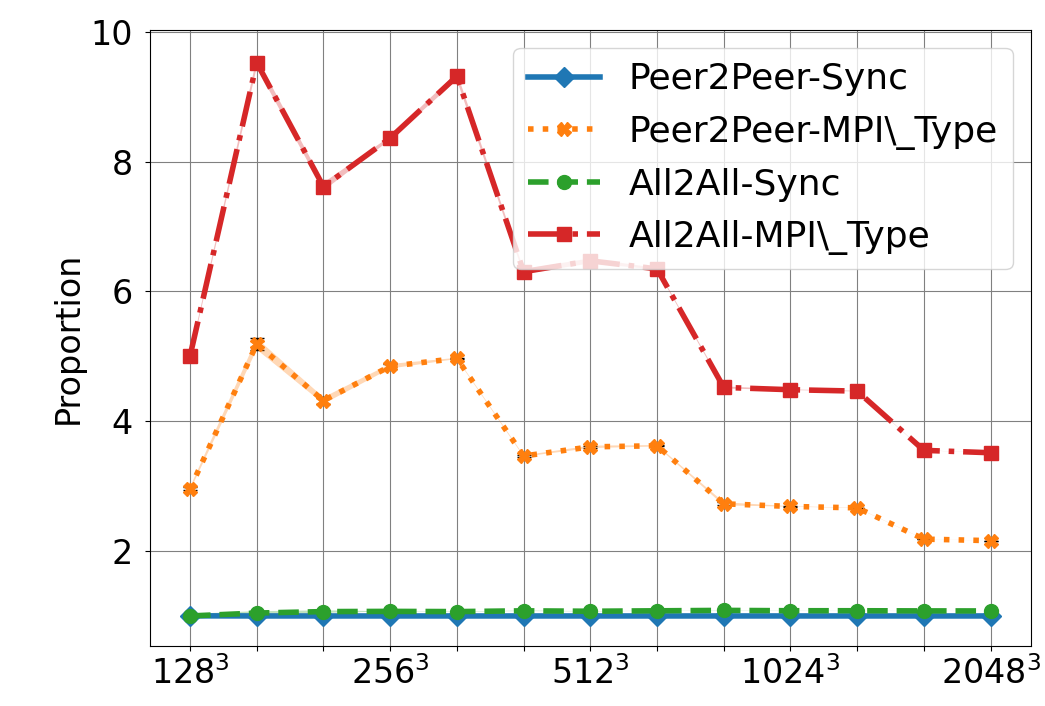 10
8
6
4
2
Proportion
Peer2Peer-Sync
Peer2Peer-MPI\_Type
All2All-Sync
All2All-MPI\_Type
128³ 256³ 512³ 1024³ 2048³